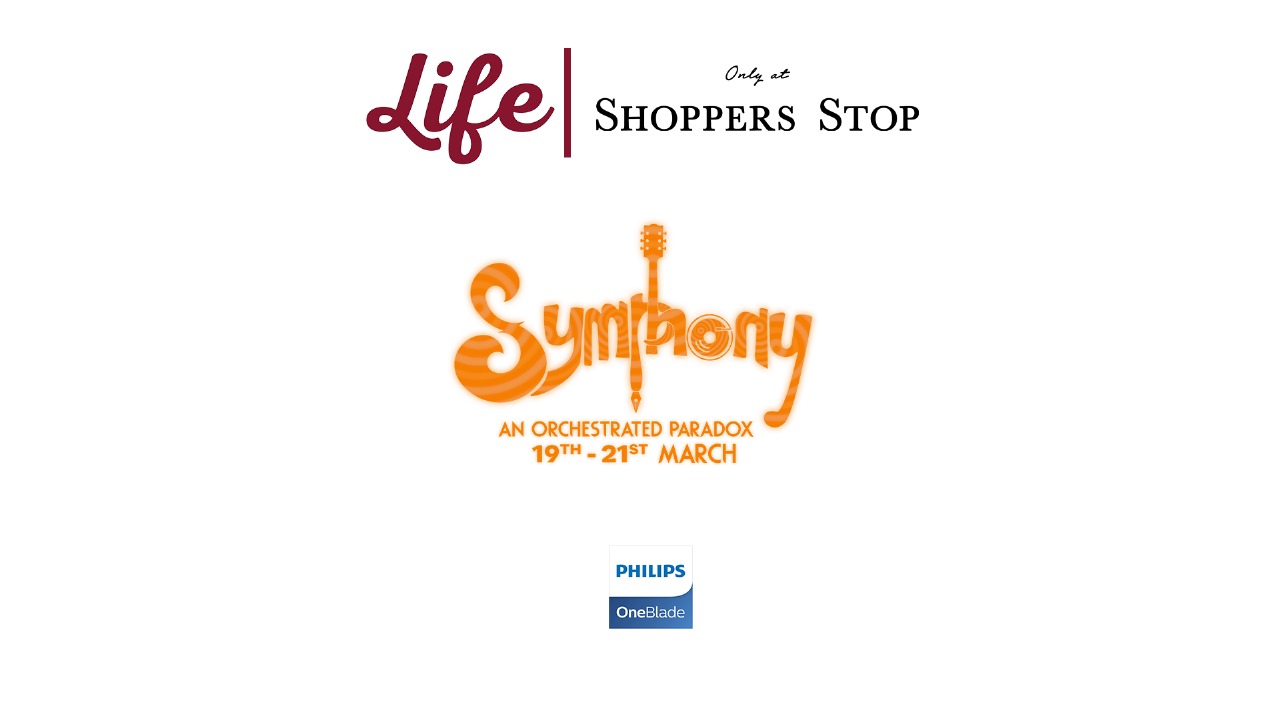 Life
Only at
SHOPPERS STOP
Symphony
AN ORCHESTRATED PARADOX
19TH - 21ST MARCH
PHILIPS
OneBlade